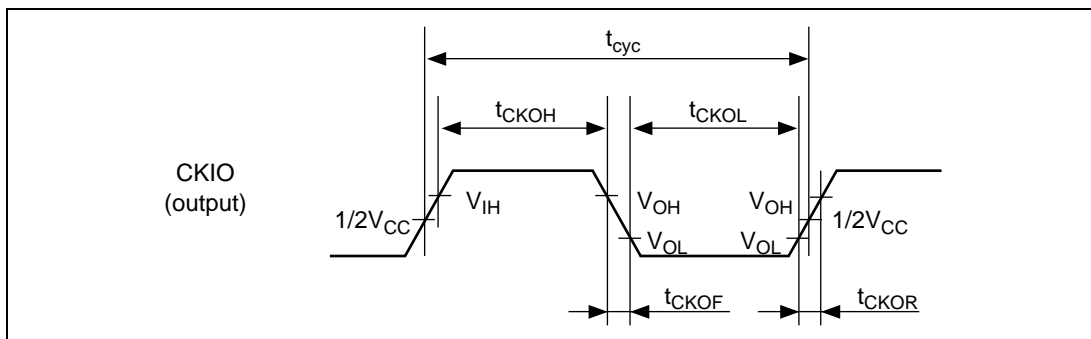 tcyc
tCKOH
tCKOL
CKIO
(output)
1/2VCC
VIH
VOH
VOL
VOH
VOL
1/2VCC
tCKOF
tCKOR